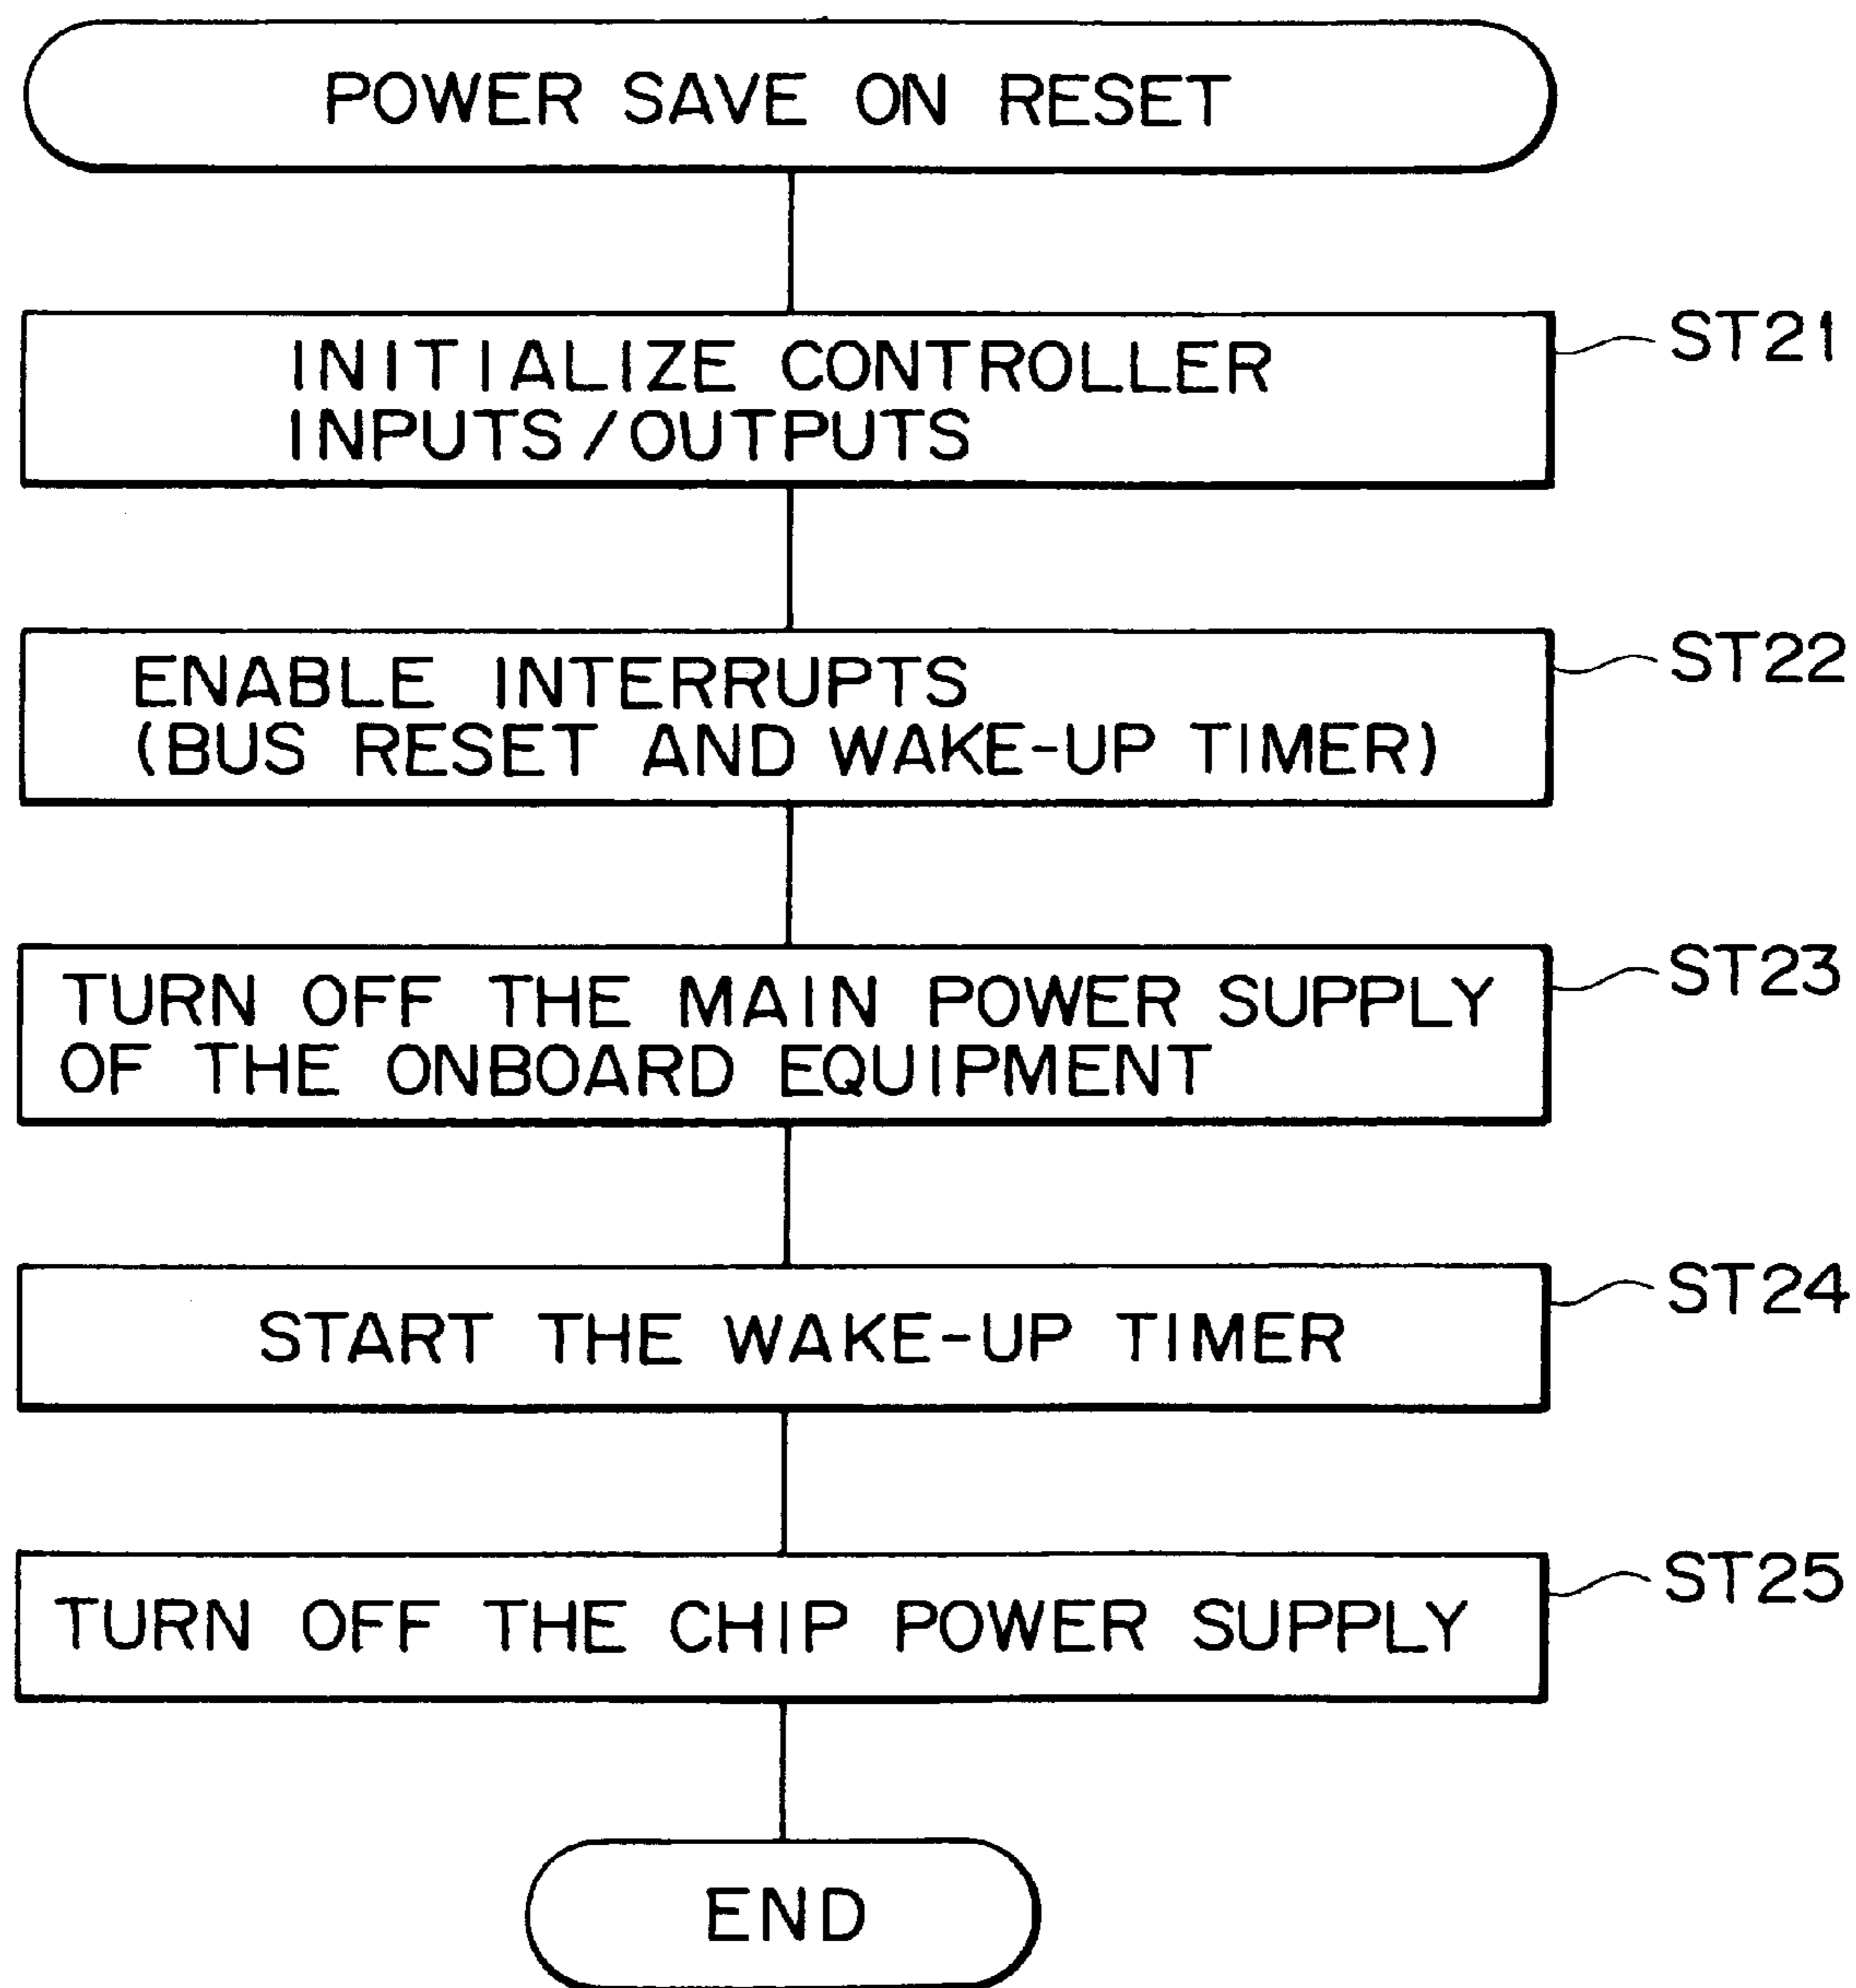 POWER SAVE ON RESET
INITIALIZE CONTROLLER
INPUTS/OUTPUTS
ST21
ENABLE INTERRUPTS
(BUS RESET AND WAKE-UP TIMER)
ST22
TURN OFF THE MAIN POWER SUPPLY
OF THE ONBOARD EQUIPMENT
ST23
START THE WAKE-UP TIMER
ST24
TURN OFF THE CHIP POWER SUPPLY
ST25
END